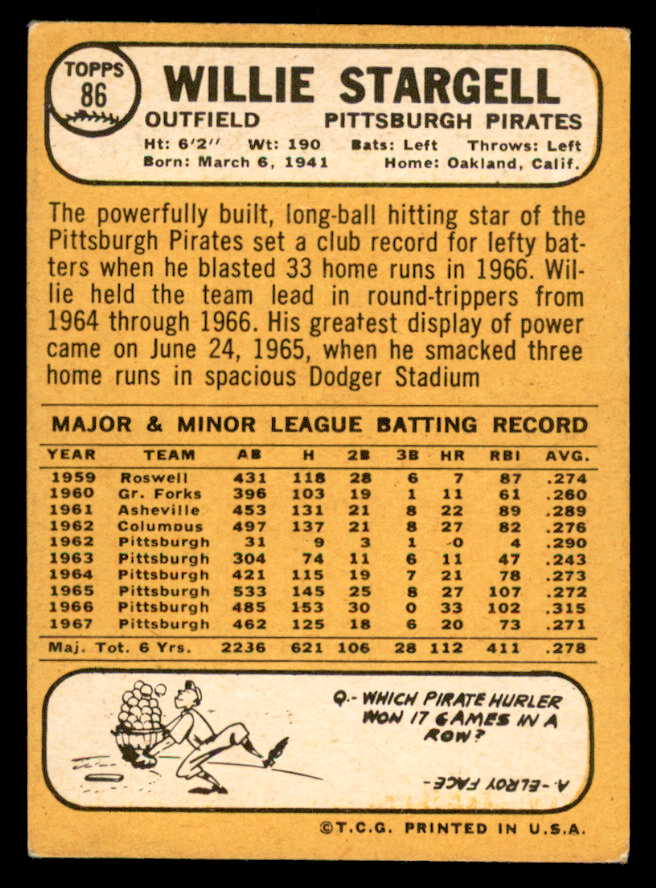 TOPPS
86
WILLIE STARGELL
OUTFIELD PITTSBURGH PIRATES
Ht: 6'2" Wt: 190 Bats: Left Throws: Left
Born: March 6, 1941 Home: Oakland, Calif.
The powerfully built, long-ball hitting star of the
Pittsburgh Pirates set a club record for lefty bat-
ters when he blasted 33 home runs in 1966. Wil-
lie held the team lead in round-trippers from
1964 through 1966. His greatest display of power
came on June 24, 1965, when he smacked three
home runs in spacious Dodger Stadium
MAJOR & MINOR LEAGUE BATTING RECORD
YEAR TEAM AB H 2B 3B HR RBI AVG.
1959 Roswell 431 118 28 6 7 87 .274
1960 Gr. Forks 396 103 19 1 11 61 .260
1961 Asheville 453 131 21 8 22 89 .289
1962 Columbus 497 137 21 8 27 82 .276
1962 Pittsburgh 31 9 3 1 0 4 .290
1963 Pittsburgh 304 74 11 6 11 47 .243
1964 Pittsburgh 421 115 19 7 21 78 .273
1965 Pittsburgh 533 145 25 8 27 107 .272
1966 Pittsburgh 485 153 30 0 33 102 .315
1967 Pittsburgh 462 125 18 6 20 73 .271
Maj. Tot. 6 Yrs. 2236 621 106 28 112 411 .278
Q.- WHICH PIRATE HURLER
WON 17 GAMES IN A
ROW?
A.- ELROY FACE-
©T.C.G. PRINTED IN U.S.A.